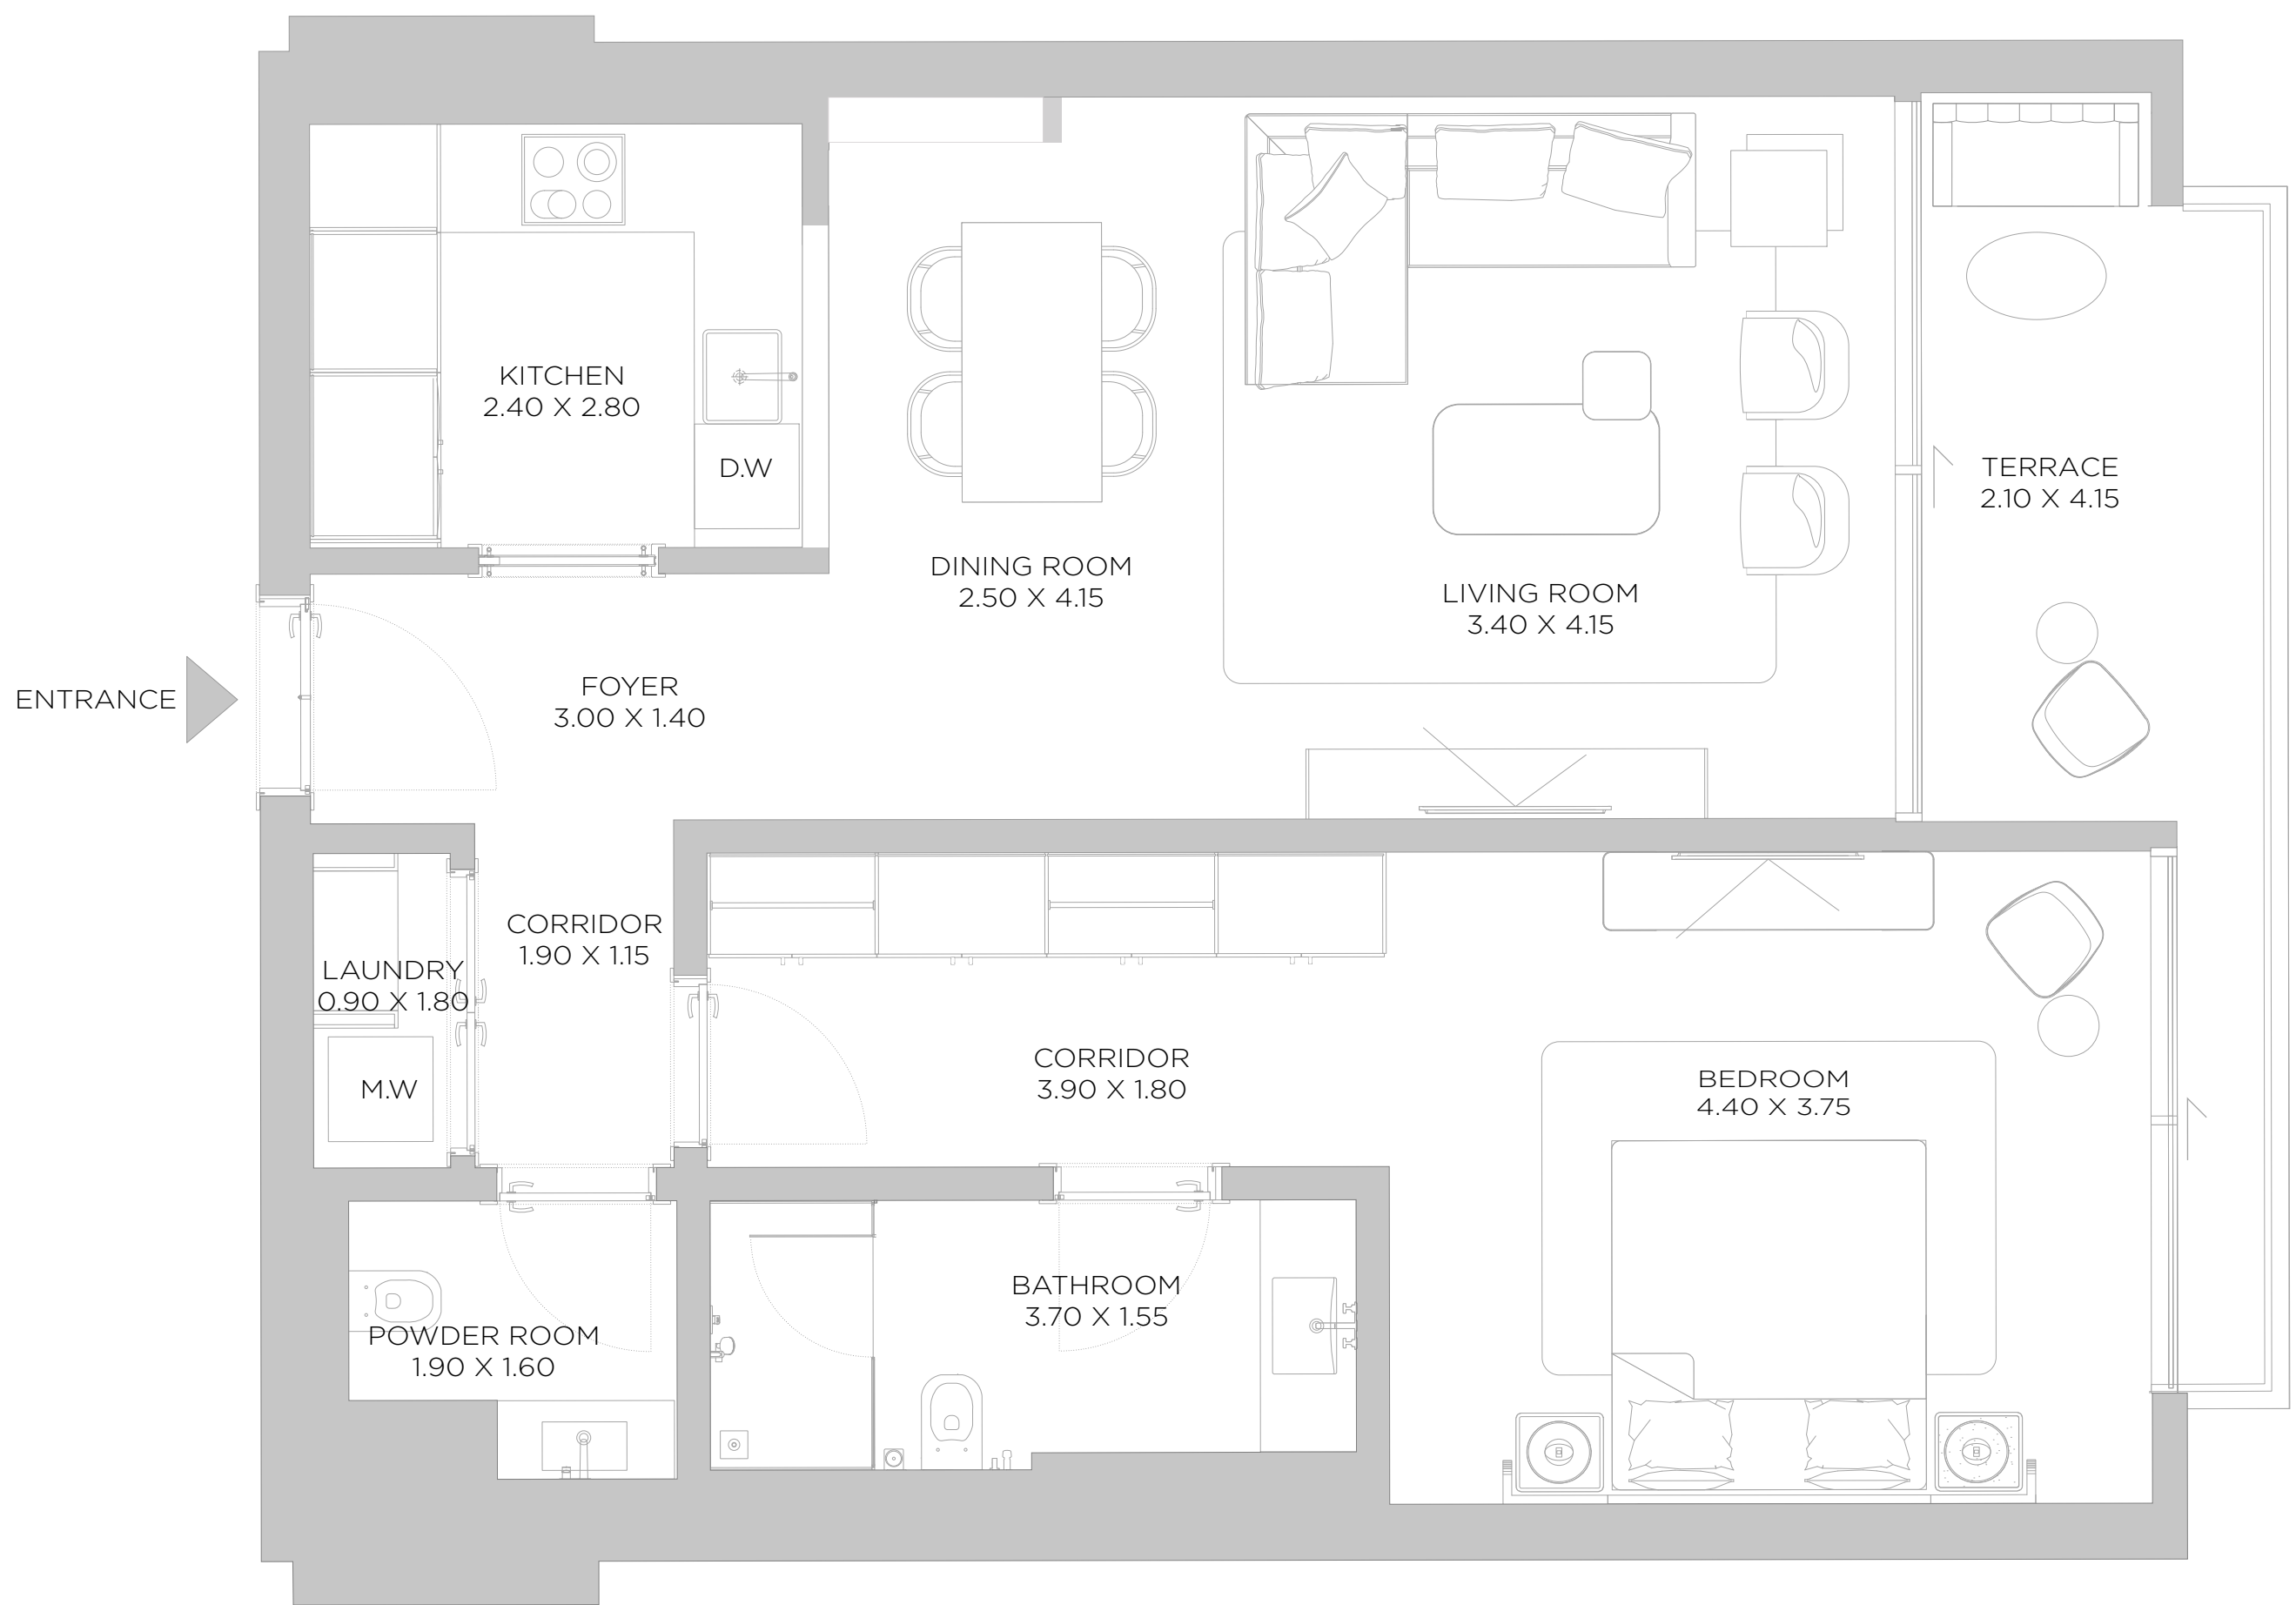 KITCHEN
2.40 X 2.80
D.W
TERRACE
2.10 X 4.15
DINING ROOM
2.50 X 4.15
LIVING ROOM
3.40 X 4.15
ENTRANCE
FOYER
3.00 X 1.40
CORRIDOR
1.90 X 1.15
LAUNDRY
0.90 X 1.80
M.W
CORRIDOR
3.90 X 1.80
BEDROOM
4.40 X 3.75
POWDER ROOM
1.90 X 1.60
BATHROOM
3.70 X 1.55